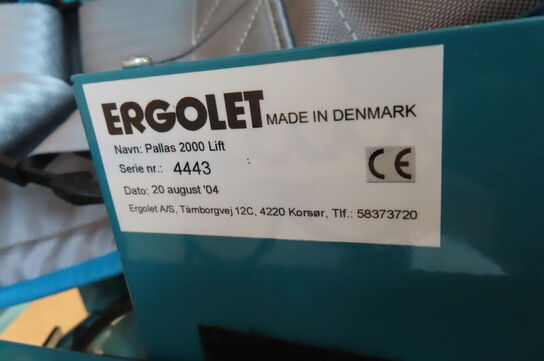 ERGOLET MADE IN DENMARK
Navn: Pallas 2000 Lift
Serie nr.: 4443
CE
Dato: 20 august '04
Ergolet A/S, Tårnborgvej 12C, 4220 Korsør, Tlf.: 58373720